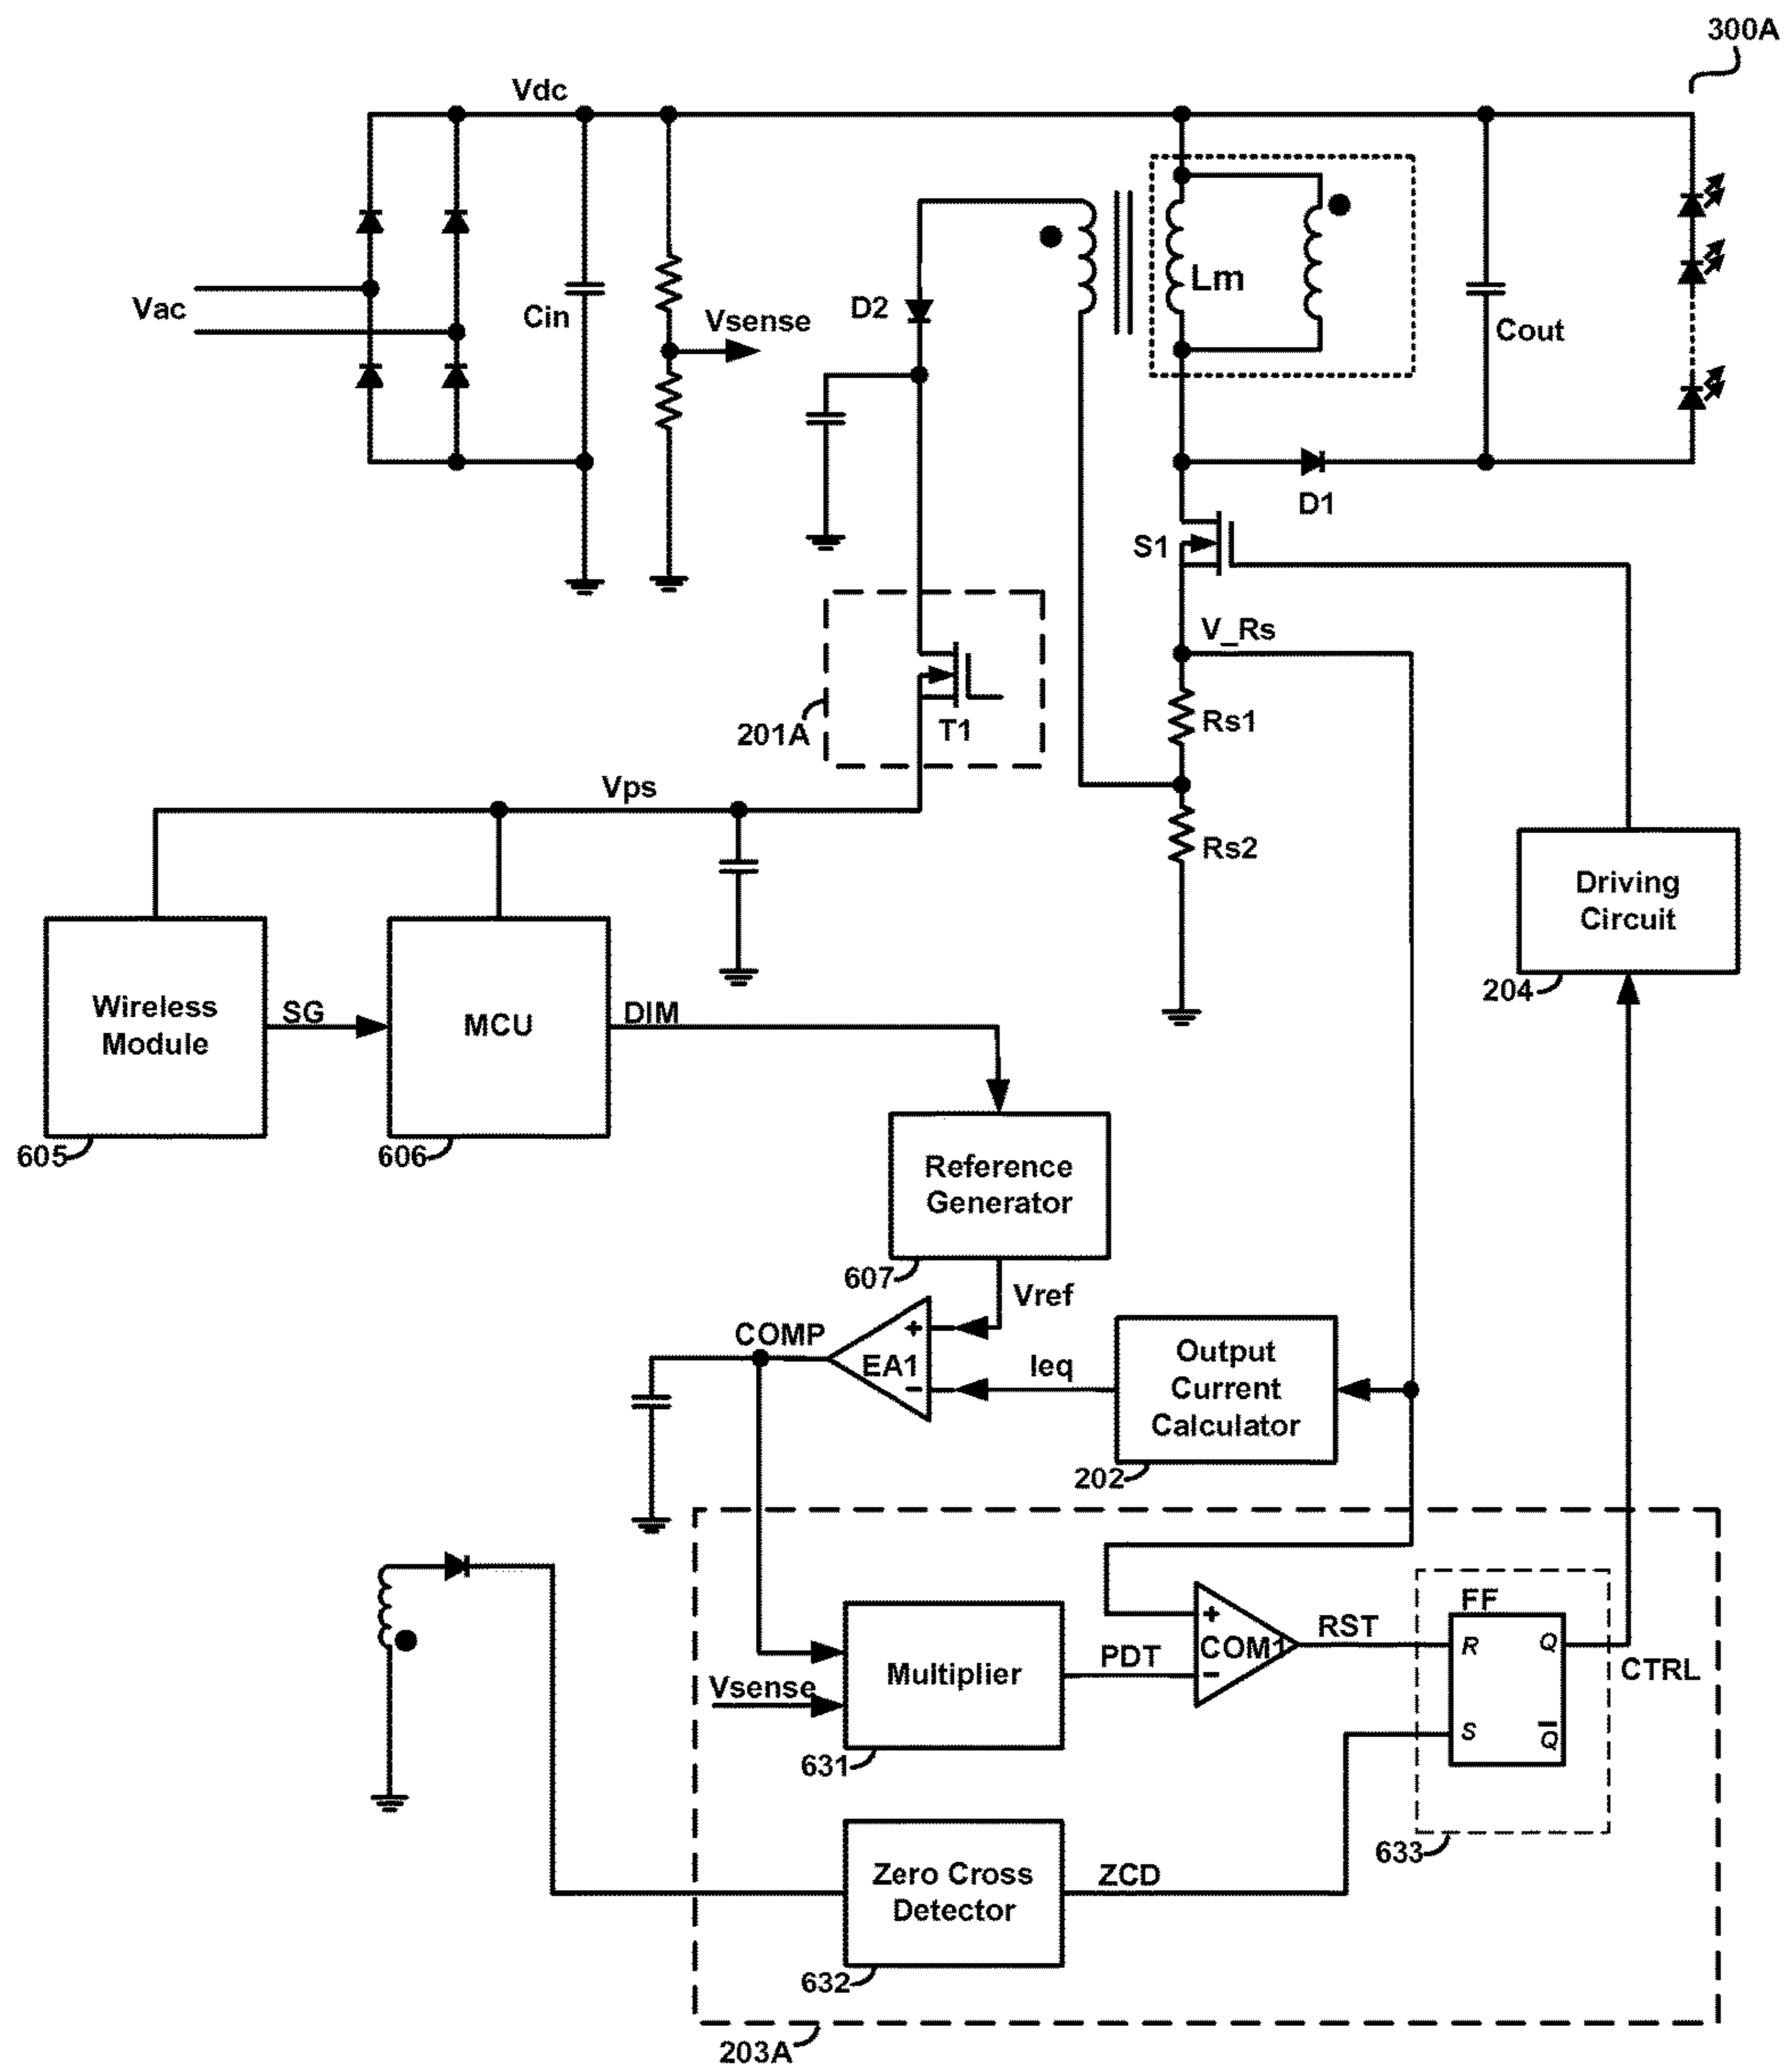 300A
Vdc
Vac
Cin
Vsense
D2
Lm
Cout
D1
S1
V_Rs
201A
T1
Rs1
Vps
Rs2
Driving
Circuit
204
Wireless
Module
SG
MCU
DIM
605
606
Reference
Generator
607
Vref
COMP
EA1
+
−
Ieq
Output
Current
Calculator
202
FF
+
COM1
−
RST
R
Q
CTRL
PDT
Multiplier
Vsense
S
Q̅
631
633
Zero Cross
Detector
ZCD
632
203A